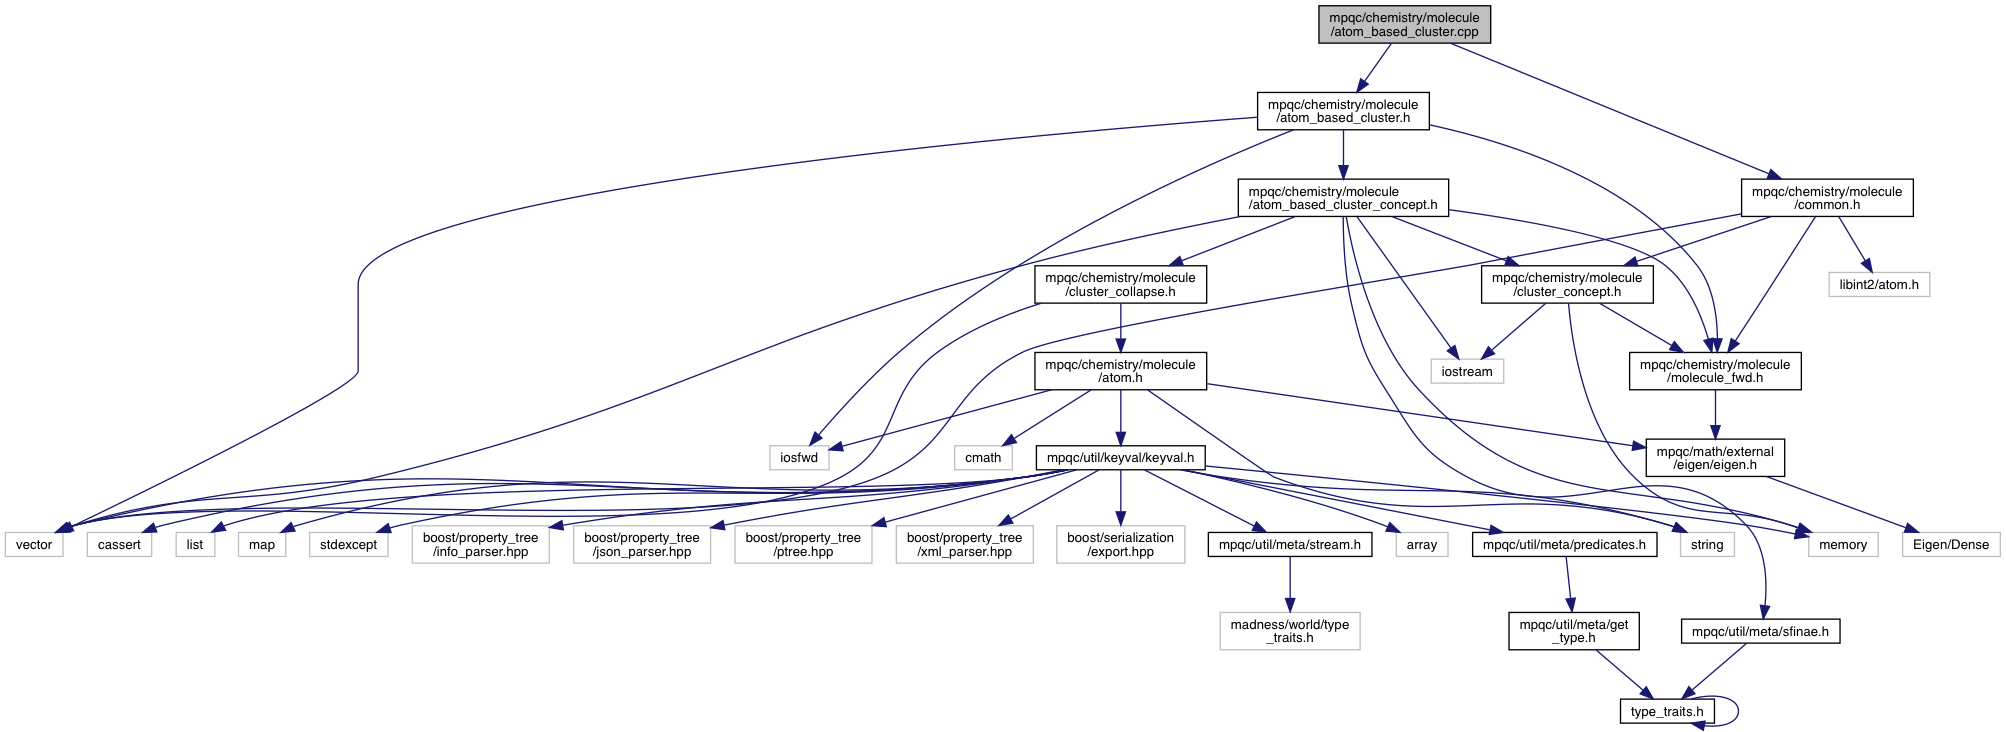 mpqc/chemistry/molecule
/atom_based_cluster.cpp
mpqc/chemistry/molecule
/atom_based_cluster.h
mpqc/chemistry/molecule
/atom_based_cluster_concept.h
mpqc/chemistry/molecule
/common.h
mpqc/chemistry/molecule
/cluster_collapse.h
mpqc/chemistry/molecule
/cluster_concept.h
libint2/atom.h
mpqc/chemistry/molecule
/atom.h
iostream
mpqc/chemistry/molecule
/molecule_fwd.h
iosfwd
cmath
mpqc/util/keyval/keyval.h
mpqc/math/external
/eigen/eigen.h
vector
cassert
list
map
stdexcept
boost/property_tree
/info_parser.hpp
boost/property_tree
/json_parser.hpp
boost/property_tree
/ptree.hpp
boost/property_tree
/xml_parser.hpp
boost/serialization
/export.hpp
mpqc/util/meta/stream.h
array
mpqc/util/meta/predicates.h
string
memory
Eigen/Dense
madness/world/type
_traits.h
mpqc/util/meta/get
_type.h
mpqc/util/meta/sfinae.h
type_traits.h